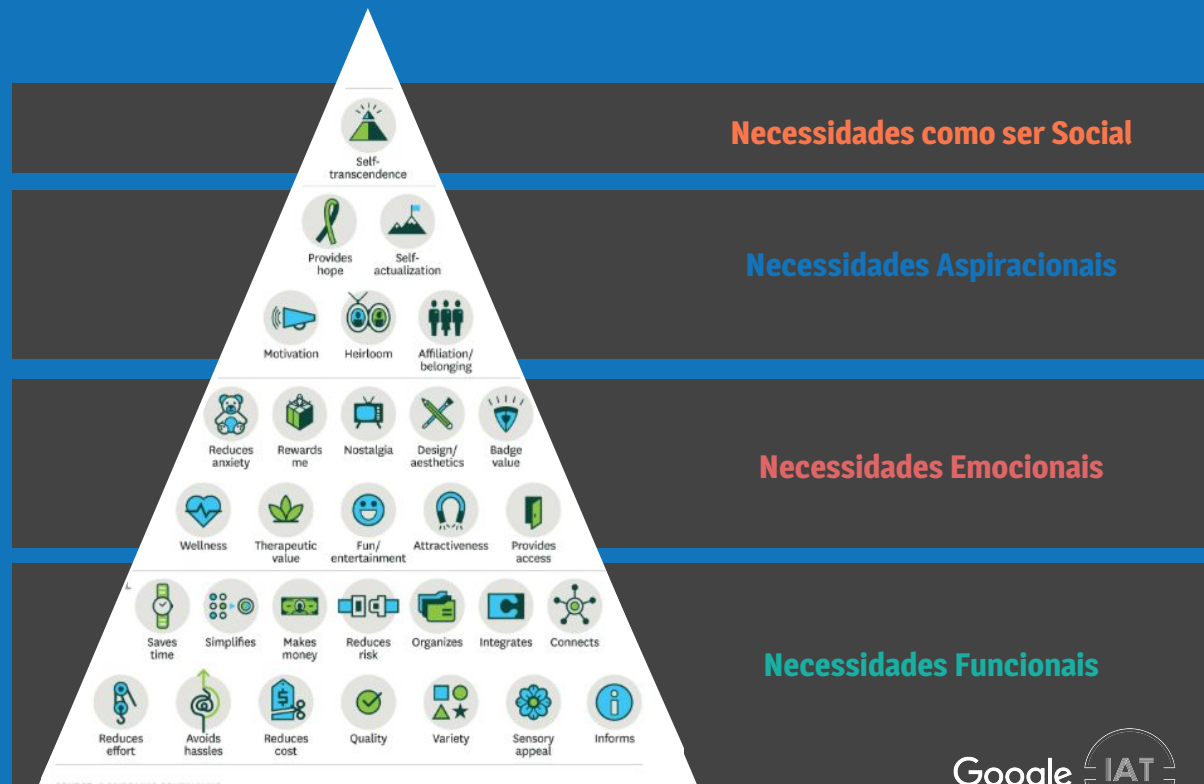 Necessidades como ser Social
Self-
transcendence
Necessidades Aspiracionais
Provides
hope
Self-
actualization
Motivation
Heirloom
Affiliation/
belonging
Necessidades Emocionais
Reduces
anxiety
Rewards
me
Nostalgia
Design/
aesthetics
Badge
value
Wellness
Therapeutic
value
Fun/
entertainment
Attractiveness
Provides
access
Necessidades Funcionais
Saves
time
Simplifies
Makes
money
Reduces
risk
Organizes
Integrates
Connects
Reduces
effort
Avoids
hassles
Reduces
cost
Quality
Variety
Sensory
appeal
Informs
Google IAT